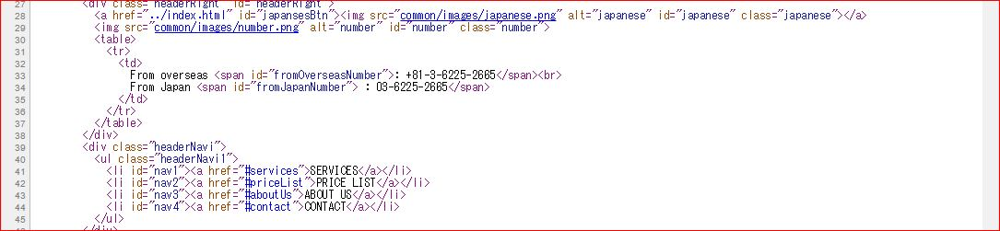 27 <div class="headerRight" id="headerRight">
28 <a href="../index.html" id="japansesBtn"><img src="common/images/japanese.png" alt="japanese" id="japanese" class="japanese"></a>
29 <img src="common/images/number.png" alt="number" id="number" class="number">
30 <table>
31 <tr>
32 <td>
33 From overseas <span id="fromOverseasNumber">: +81-3-6225-2665</span><br>
34 From Japan <span id="fromJapanNumber"> : 03-6225-2665</span>
35 </td>
36 </tr>
37 </table>
38 </div>
39 <div class="headerNavi">
40 <ul class="headerNavi1">
41 <li id="nav1"><a href="#services">SERVICES</a></li>
42 <li id="nav2"><a href="#priceList">PRICE LIST</a></li>
43 <li id="nav3"><a href="#aboutUs">ABOUT US</a></li>
44 <li id="nav4"><a href="#contact">CONTACT</a></li>
45 </ul>
46 </div>